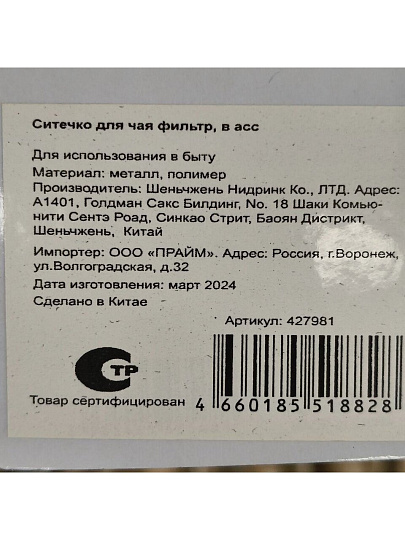 Ситечко для чая фильтр, в асс
Для использования в быту
Материал: металл, полимер
Производитель: Шеньчжень Нидринк Ко., ЛТД. Адрес:
А1401, Голдман Сакс Билдинг, No. 18 Шаки Комью-
нити Сентэ Роад, Синкао Стрит, Баоян Дистрикт,
Шеньчжень, Китай
Импортер: ООО «ПРАЙМ». Адрес: Россия, г.Воронеж,
ул.Волгоградская, д.32
Дата изготовления: март 2024
Сделано в Китае
Артикул: 427981
СТР
Товар сертифицирован
4 660185 518828